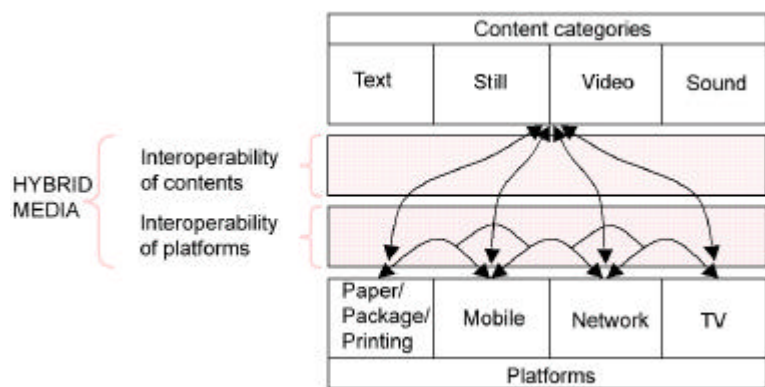 Content categories
Text
Still
Video
Sound
HYBRID
MEDIA
Interoperability
of contents
Interoperability
of platforms
Paper/
Package/
Printing
Mobile
Network
TV
Platforms